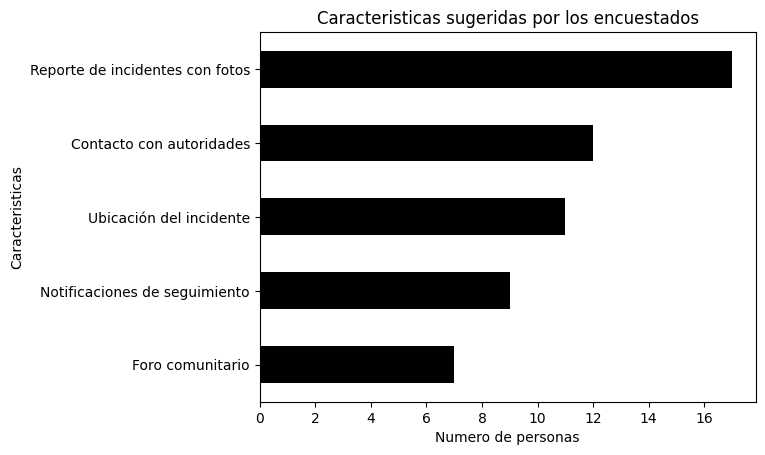 Caracteristicas sugeridas por los encuestados
Reporte de incidentes con fotos
Contacto con autoridades
Ubicación del incidente
Notificaciones de seguimiento
Foro comunitario
Caracteristicas
0 2 4 6 8 10 12 14 16
Numero de personas